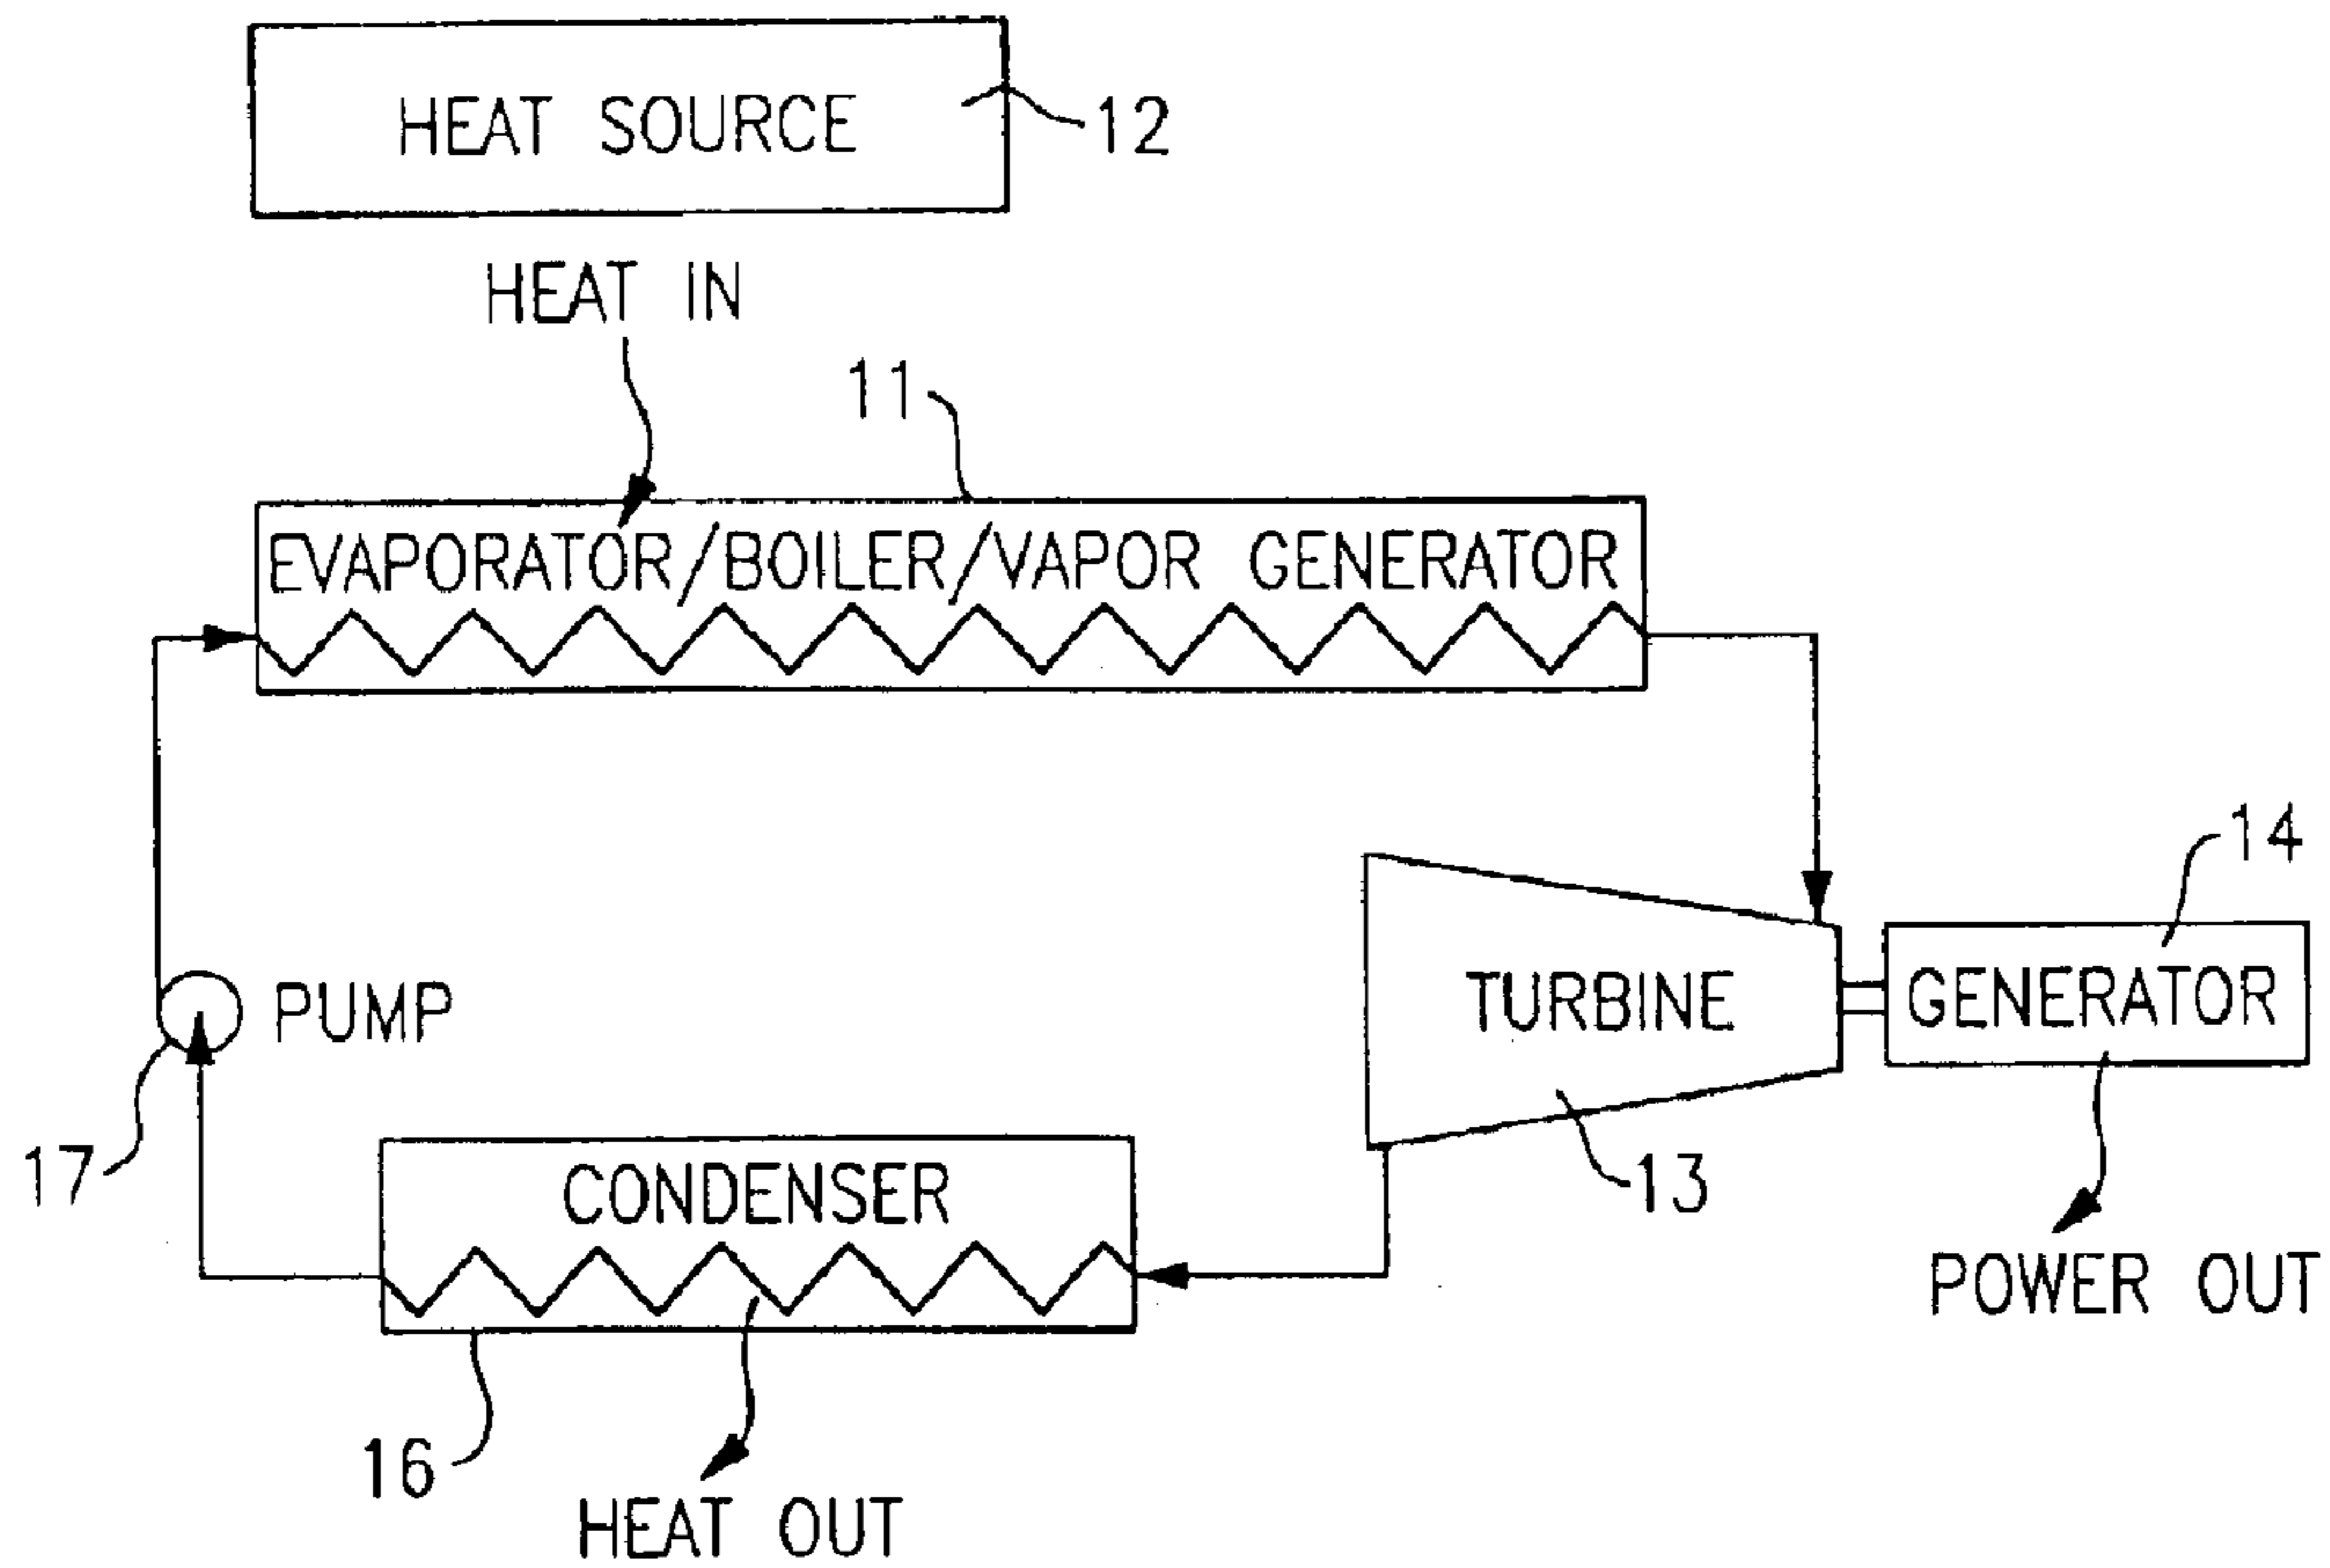 HEAT SOURCE
12
HEAT IN
11
EVAPORATOR/BOILER/VAPOR GENERATOR
14
TURBINE
GENERATOR
PUMP
17
CONDENSER
13
POWER OUT
16
HEAT OUT